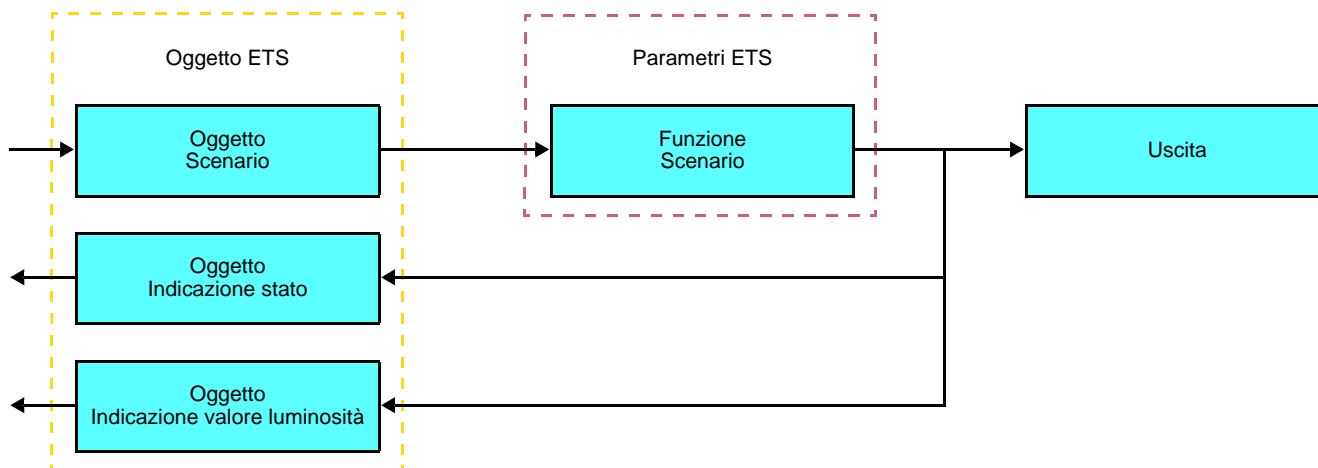 Oggetto ETS
Parametri ETS
Oggetto
Scenario
Funzione
Scenario
Uscita
Oggetto
Indicazione stato
Oggetto
Indicazione valore luminosità